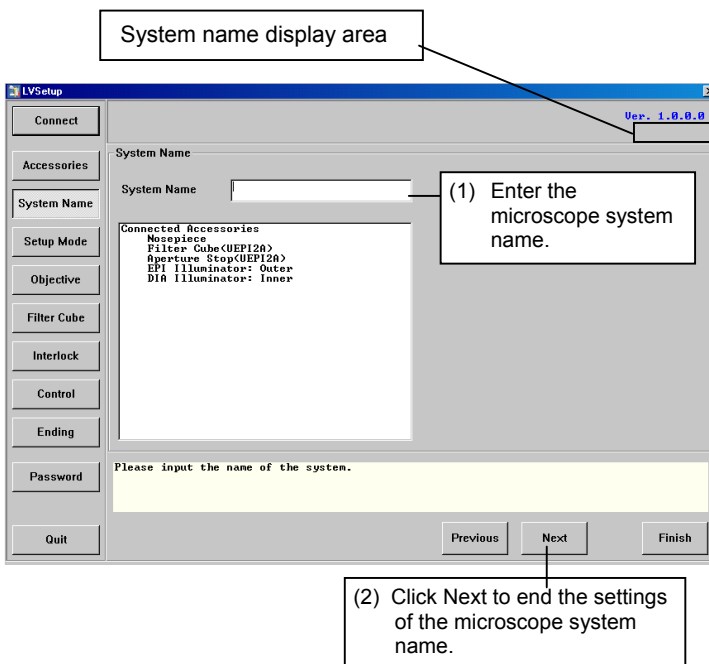 System name display area
LVSetup
Connect
Ver. 1.0.0.0
Accessories
System Name
System Name
System Name
(1) Enter the
microscope system
name.
Setup Mode
Connected Accessories
Nosepiece
Filter Cube(UEPI2A)
Aperture Stop(UEPI2A)
EPI Illuminator: Outer
DIA Illuminator: Inner
Objective
Filter Cube
Interlock
Control
Ending
Password
Please input the name of the system.
Quit
Previous
Next
Finish
(2) Click Next to end the settings
of the microscope system
name.